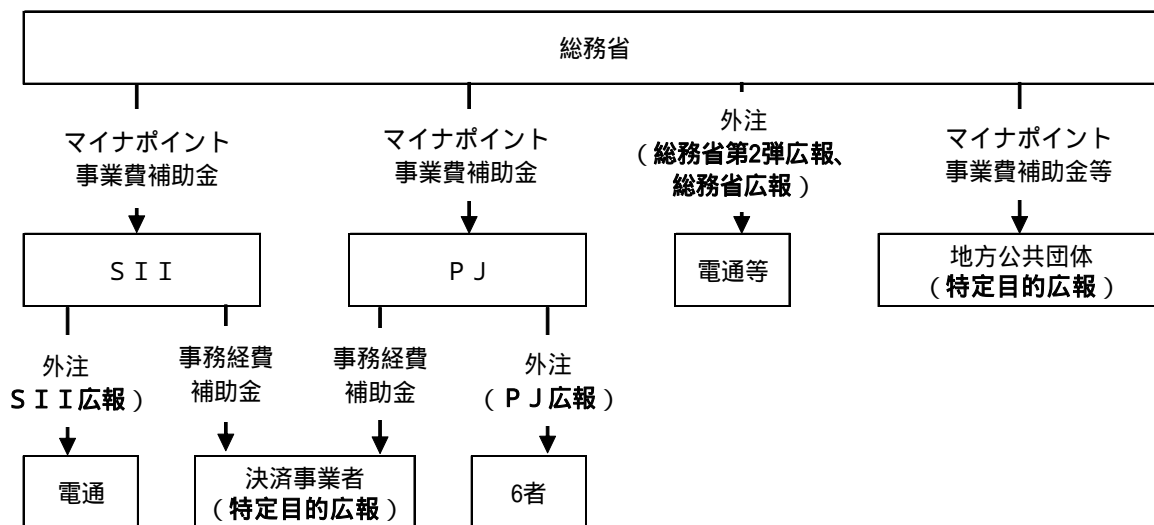 総務省
マイナポイント
事業費補助金
マイナポイント
事業費補助金
外注
（総務省第2弾広報、
総務省広報）
マイナポイント
事業費補助金等
ＳＩＩ
ＰＪ
電通等
地方公共団体
（特定目的広報）
外注
ＳＩＩ広報）
事務経費
補助金
事務経費
補助金
外注
（ＰＪ広報）
電通
決済事業者
（特定目的広報）
6者